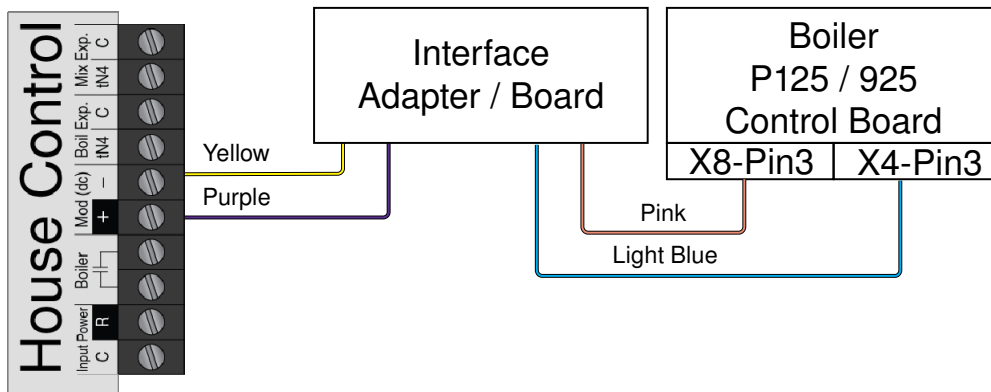 House Control
Mix Exp.
C
tN4
Boil Exp.
C
tN4
Mod (dc)
–
+
Boiler
Input Power
R
C
Yellow
Purple
Interface
Adapter / Board
Boiler
P125 / 925
Control Board
X8-Pin3
X4-Pin3
Pink
Light Blue